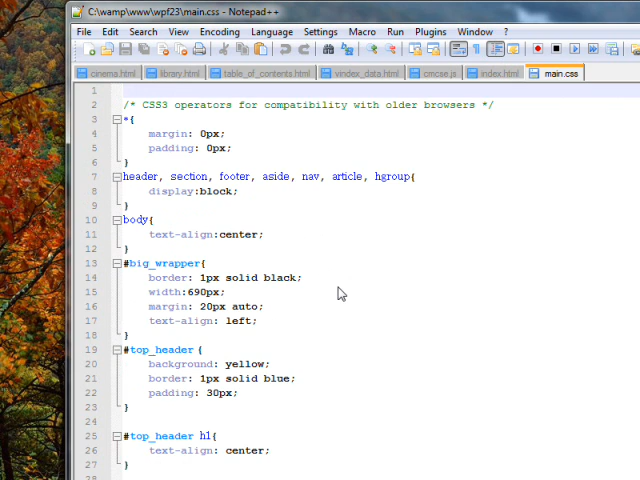 C:\wamp\www\wpf23\main.css - Notepad++
File Edit Search View Encoding Language Settings Macro Run Plugins Window ?
cinema.html library.html table_of_contents.html vindex_data.html cmcse.js index.html main.css
1
2 /* CSS3 operators for compatibility with older browsers */
3 *{
4 margin: 0px;
5 padding: 0px;
6 }
7 header, section, footer, aside, nav, article, hgroup{
8 display:block;
9 }
10 body{
11 text-align:center;
12 }
13 #big_wrapper{
14 border: 1px solid black;
15 width:690px;
16 margin: 20px auto;
17 text-align: left;
18 }
19 #top_header {
20 background: yellow;
21 border: 1px solid blue;
22 padding: 30px;
23 }
24
25 #top_header h1{
26 text-align: center;
27 }
28